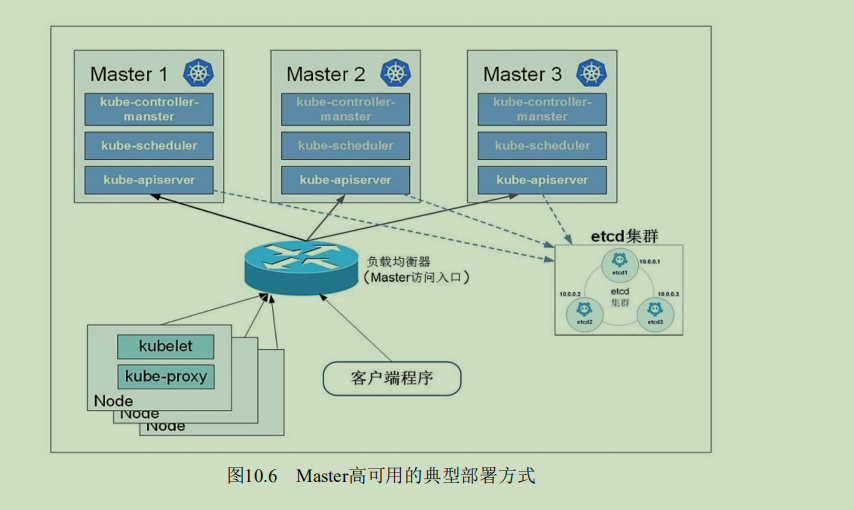 Master 1
kube-controller-
manster
kube-scheduler
kube-apiserver
Master 2
kube-controller-
manster
kube-scheduler
kube-apiserver
Master 3
kube-controller-
manster
kube-scheduler
kube-apiserver
负载均衡器
(Master访问入口)
etcd集群
etcd1
10.0.0.1
etcd
集群
10.0.0.2
etcd2
10.0.0.3
etcd3
kubelet
kube-proxy
Node
Node
Node
客户端程序
图10.6 Master高可用的典型部署方式